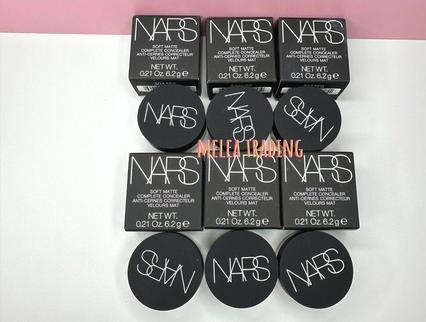 NARS NARS NARS
SOFT MATTE SOFT MATTE SOFT MATTE
COMPLETE CONCEALER COMPLETE CONCEALER COMPLETE CONCEALER
ANTI-CERNES CORRECTEUR ANTI-CERNES CORRECTEUR ANTI-CERNES CORRECTEUR
VELOURS MAT VELOURS MAT VELOURS MAT
NET WT. NET WT. NET WT.
0.21 Oz. 6.2g e 0.21 Oz. 6.2g e 0.21 Oz. 6.2g e
NARS NARS NARS
MELEA TRADING
NARS NARS NARS
SOFT MATTE SOFT MATTE SOFT MATTE
COMPLETE CONCEALER COMPLETE CONCEALER COMPLETE CONCEALER
ANTI-CERNES CORRECTEUR ANTI-CERNES CORRECTEUR ANTI-CERNES CORRECTEUR
VELOURS MAT VELOURS MAT VELOURS MAT
NET WT. NET WT. NET WT.
0.21 Oz. 6.2g e 0.21 Oz. 6.2g e 0.21 Oz. 6.2g e
NARS NARS NARS